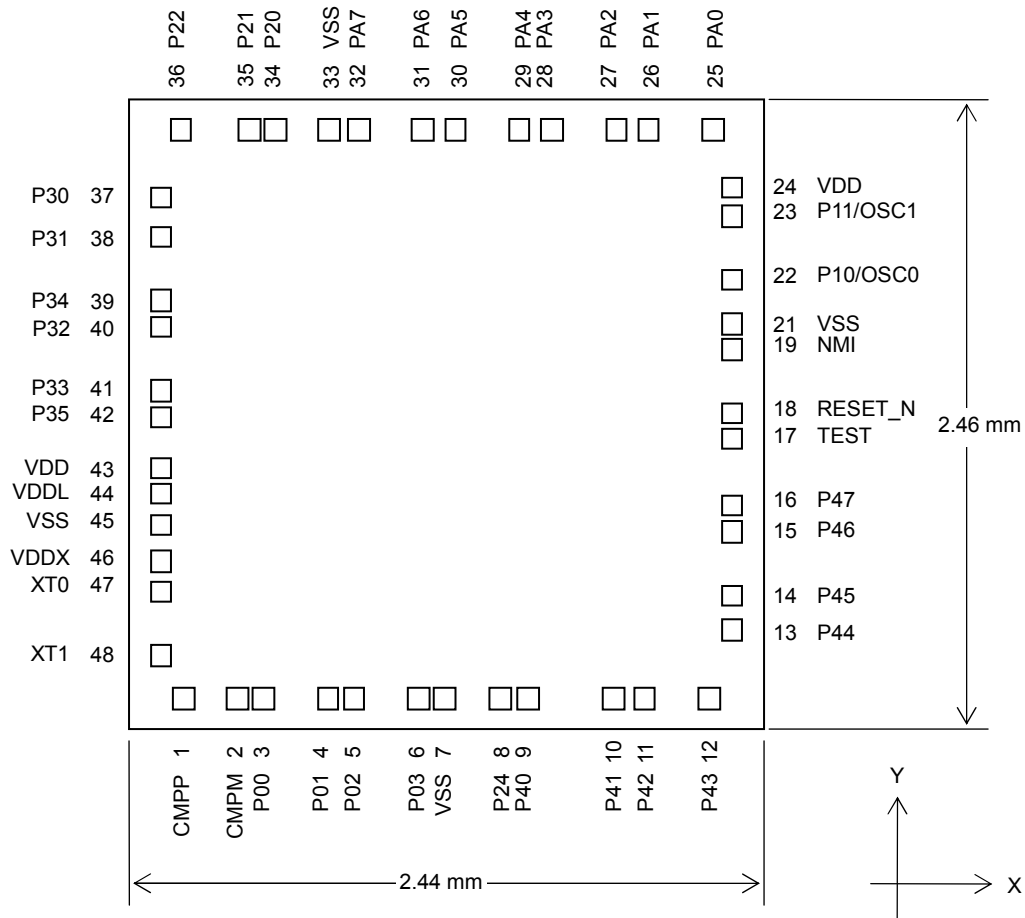 36 P22
35 P21
34 P20
33 VSS
32 PA7
31 PA6
30 PA5
29 PA4
28 PA3
27 PA2
26 PA1
25 PA0
P30 37
P31 38
P34 39
P32 40
P33 41
P35 42
VDD 43
VDDL 44
VSS 45
VDDX 46
XT0 47
XT1 48
24 VDD
23 P11/OSC1
22 P10/OSC0
21 VSS
19 NMI
18 RESET_N
17 TEST
16 P47
15 P46
14 P45
13 P44
2.46 mm
CMPP 1
CMPM 2
P00 3
P01 4
P02 5
P03 6
VSS 7
P24 8
P40 9
P41 10
P42 11
P43 12
2.44 mm
Y
X